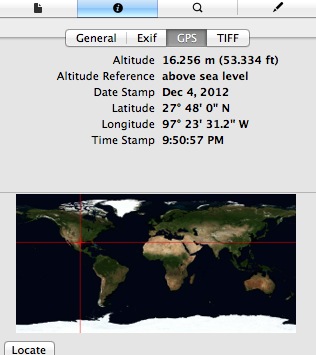 General Exif GPS TIFF
Altitude 16.256 m (53.334 ft)
Altitude Reference above sea level
Date Stamp Dec 4, 2012
Latitude 27° 48' 0" N
Longitude 97° 23' 31.2" W
Time Stamp 9:50:57 PM
Locate